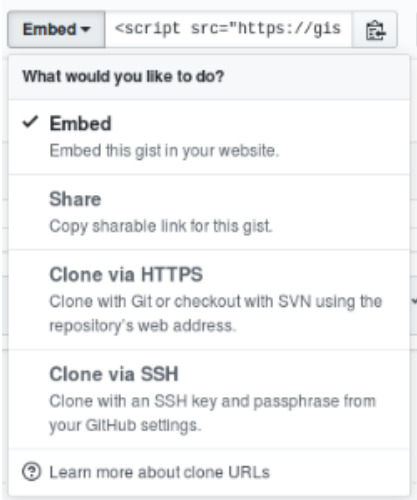 Embed <script src="https://gis
What would you like to do?
Embed
Embed this gist in your website.
Share
Copy sharable link for this gist.
Clone via HTTPS
Clone with Git or checkout with SVN using the
repository's web address.
Clone via SSH
Clone with an SSH key and passphrase from
your GitHub settings.
Learn more about clone URLs